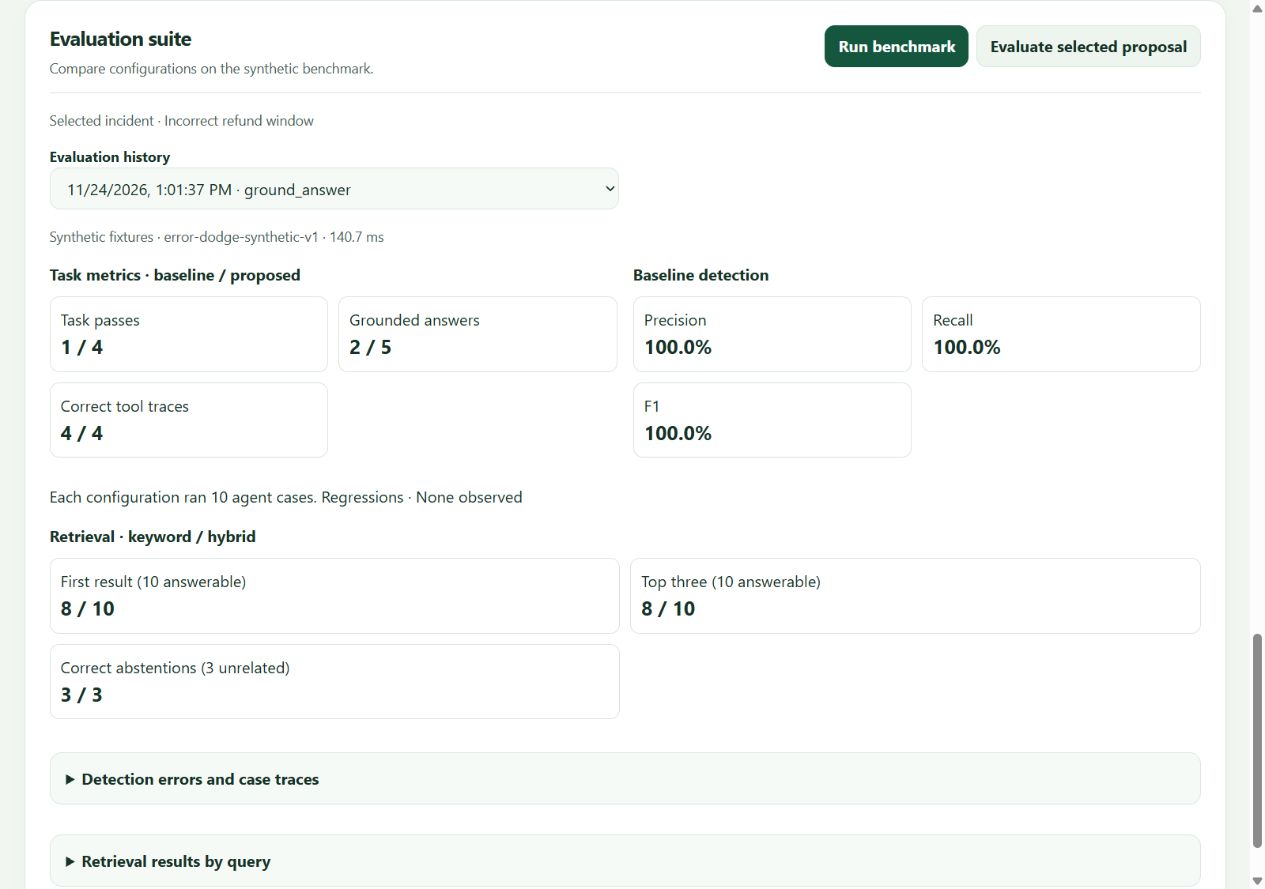 Evaluation suite
Run benchmark
Evaluate selected proposal
Compare configurations on the synthetic benchmark.
Selected incident · Incorrect refund window
Evaluation history
11/24/2026, 1:01:37 PM · ground_answer
Synthetic fixtures · error-dodge-synthetic-v1 · 140.7 ms
Task metrics · baseline / proposed
Task passes
1 / 4
Grounded answers
2 / 5
Correct tool traces
4 / 4
Baseline detection
Precision
100.0%
Recall
100.0%
F1
100.0%
Each configuration ran 10 agent cases. Regressions · None observed
Retrieval · keyword / hybrid
First result (10 answerable)
8 / 10
Top three (10 answerable)
8 / 10
Correct abstentions (3 unrelated)
3 / 3
Detection errors and case traces
Retrieval results by query